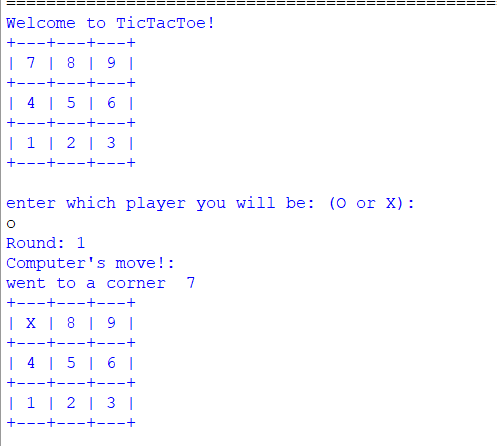 ==================================================
Welcome to TicTacToe!
+---+---+---+
| 7 | 8 | 9 |
+---+---+---+
| 4 | 5 | 6 |
+---+---+---+
| 1 | 2 | 3 |
+---+---+---+
enter which player you will be: (O or X):
o
Round: 1
Computer's move!:
went to a corner  7
+---+---+---+
| X | 8 | 9 |
+---+---+---+
| 4 | 5 | 6 |
+---+---+---+
| 1 | 2 | 3 |
+---+---+---+